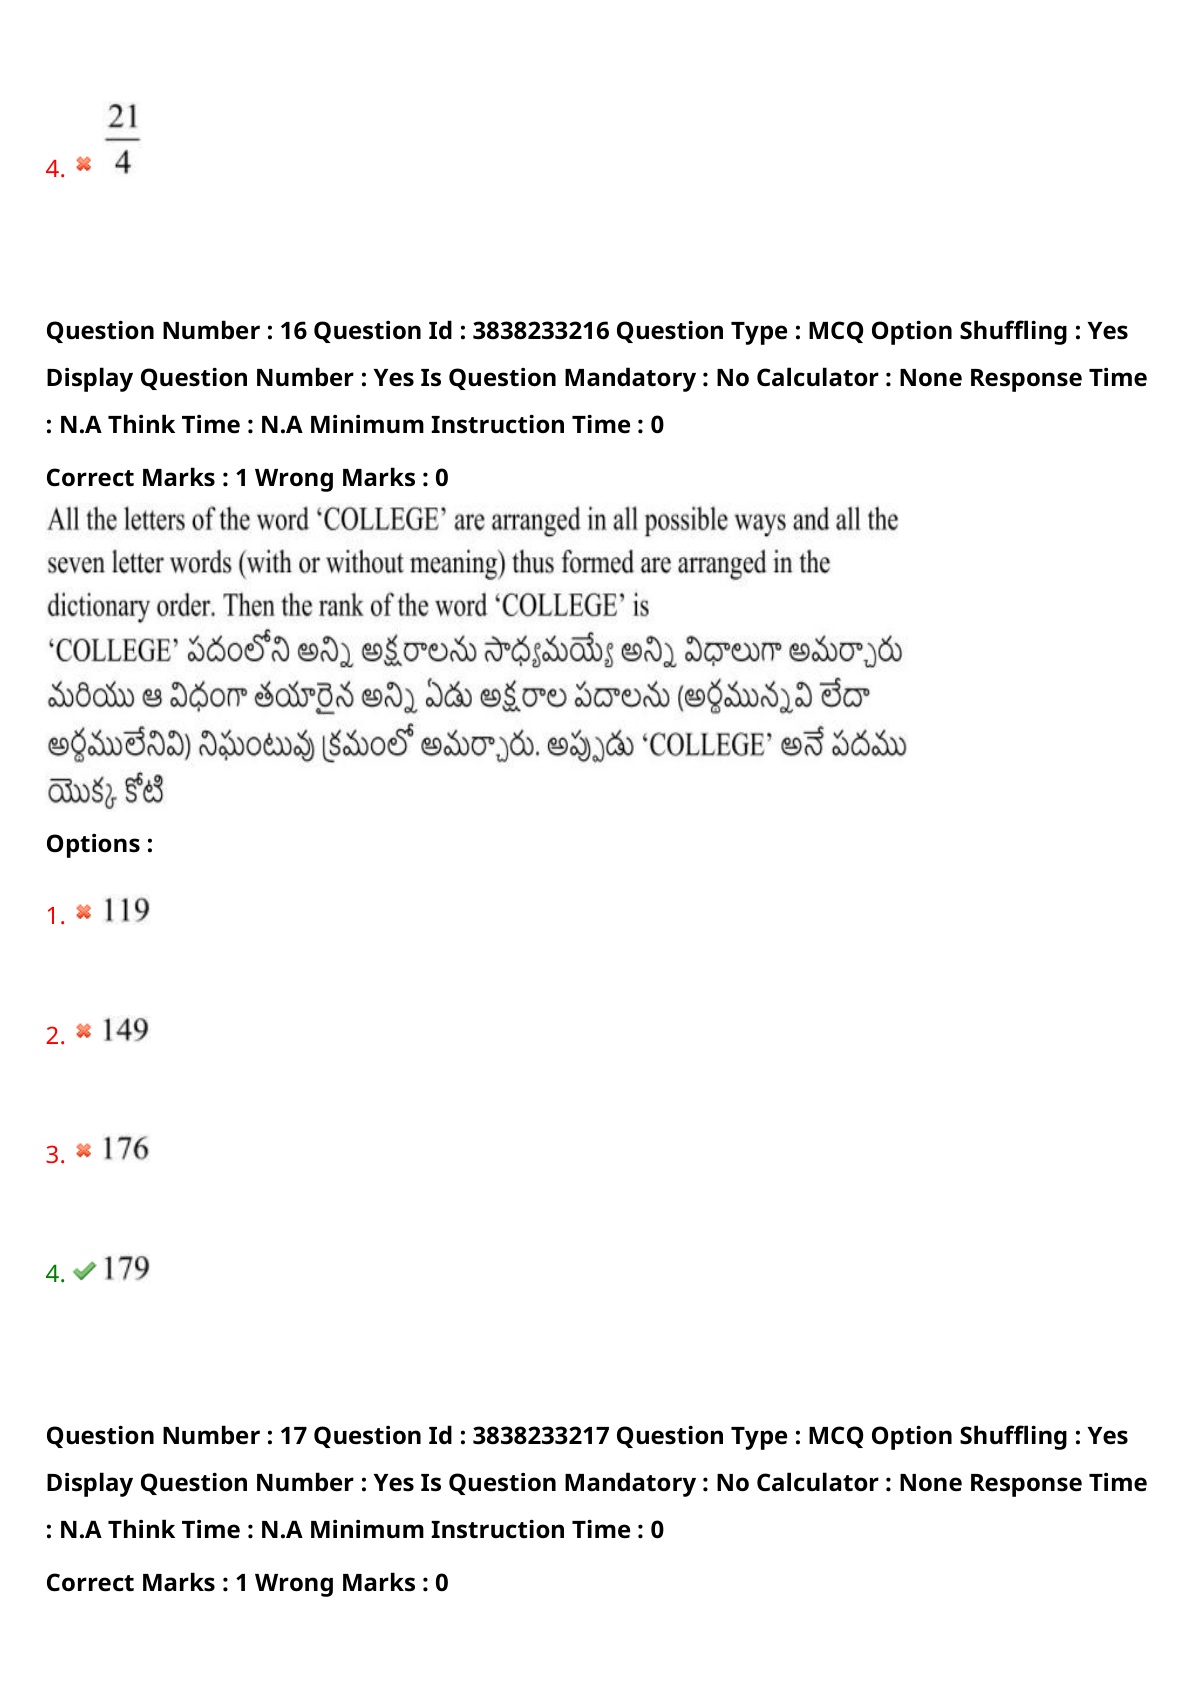 21
4
4.
Question Number : 16 Question Id : 3838233216 Question Type : MCQ Option Shuffling : Yes
Display Question Number : Yes Is Question Mandatory : No Calculator : None Response Time
: N.A Think Time : N.A Minimum Instruction Time : 0
Correct Marks : 1 Wrong Marks : 0
All the letters of the word ‘COLLEGE’ are arranged in all possible ways and all the
seven letter words (with or without meaning) thus formed are arranged in the
dictionary order. Then the rank of the word ‘COLLEGE’ is
‘COLLEGE’ పదంలోని అన్ని అక్షరాలను సాధ్యమయ్యే అన్ని విధాలుగా అమర్చారు
మరియు ఆ విధంగా తయారైన అన్ని ఏడు అక్షరాల పదాలను (అర్థమున్నవి లేదా
అర్థములేనివి) నిఘంటువు క్రమంలో అమర్చారు. అప్పుడు ‘COLLEGE’ అనే పదము
యొక్క కోటి
Options :
1. 119
2. 149
3. 176
4. 179
Question Number : 17 Question Id : 3838233217 Question Type : MCQ Option Shuffling : Yes
Display Question Number : Yes Is Question Mandatory : No Calculator : None Response Time
: N.A Think Time : N.A Minimum Instruction Time : 0
Correct Marks : 1 Wrong Marks : 0